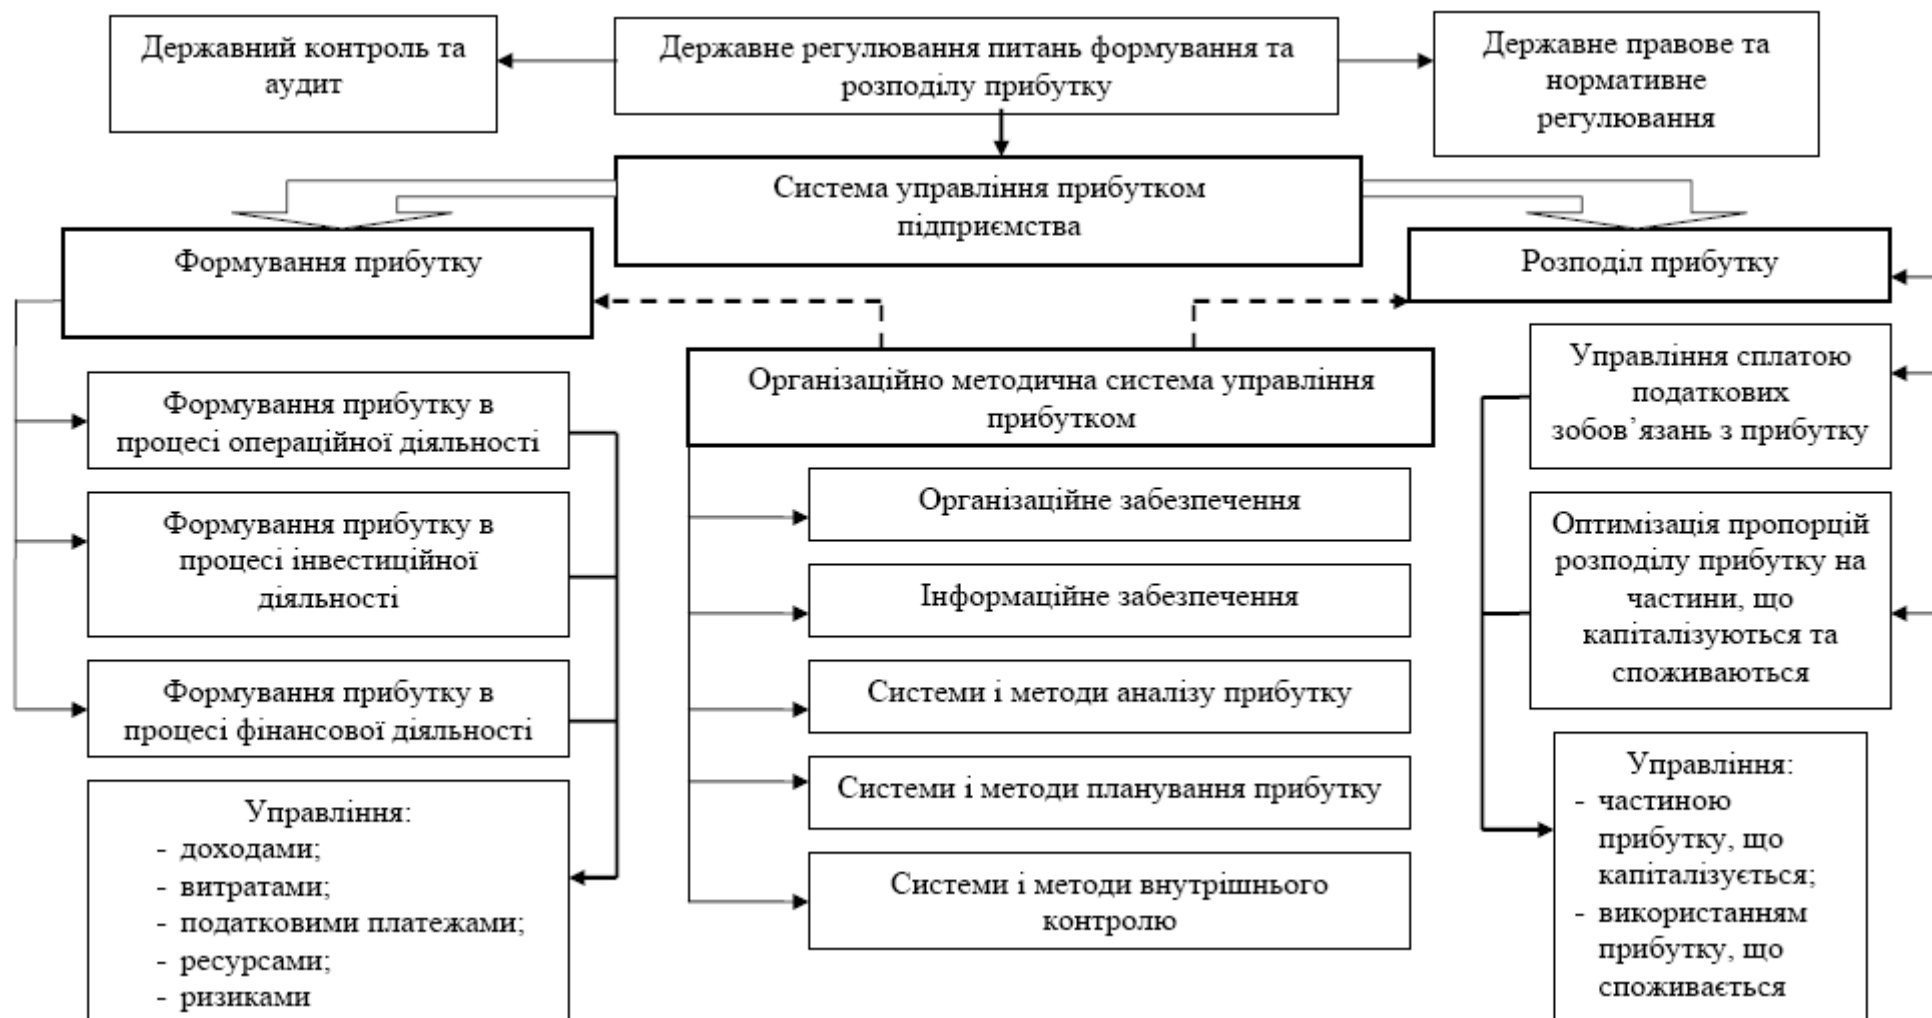 Державний контроль та
аудит
Державне регулювання питань формування та
розподілу прибутку
Державне правове та
нормативне
регулювання
Система управління прибутком
підприємства
Формування прибутку
Розподіл прибутку
Організаційно методична система управління
прибутком
Формування прибутку в
процесі операційної діяльності
Формування прибутку в
процесі інвестиційної
діяльності
Формування прибутку в
процесі фінансової діяльності
Управління:
- доходами;
- витратами;
- податковими платежами;
- ресурсами;
- ризиками
Організаційне забезпечення
Інформаційне забезпечення
Системи і методи аналізу прибутку
Системи і методи планування прибутку
Системи і методи внутрішнього
контролю
Управління сплатою
податкових
зобов’язань з прибутку
Оптимізація пропорцій
розподілу прибутку на
частини, що
капіталізуються та
споживаються
Управління:
- частиною
прибутку, що
капіталізується;
- використанням
прибутку, що
споживається